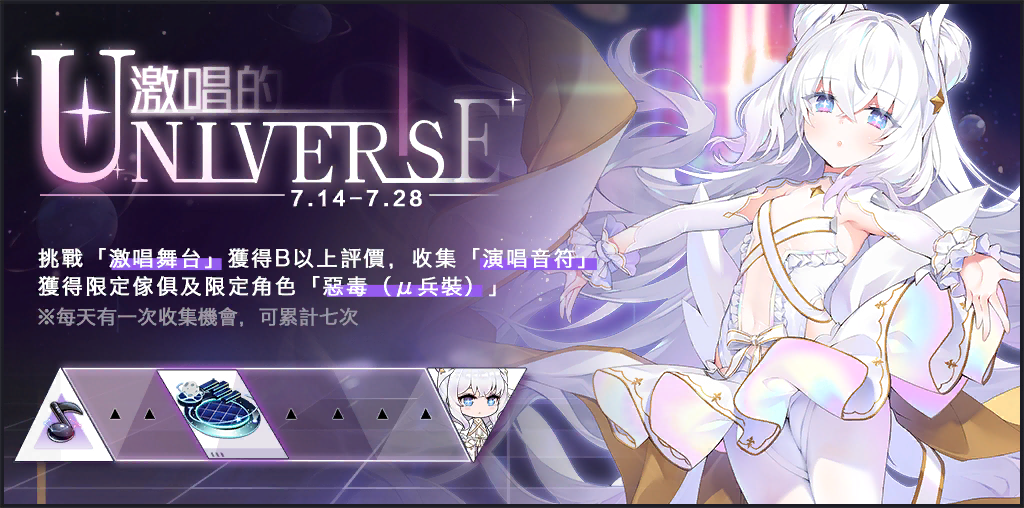 激唱的
UNIVERSE
7.14-7.28
挑戰「激唱舞台」獲得B以上評價，收集「演唱音符」
獲得限定傢俱及限定角色「惡毒（μ兵裝）」
※每天有一次收集機會，可累計七次